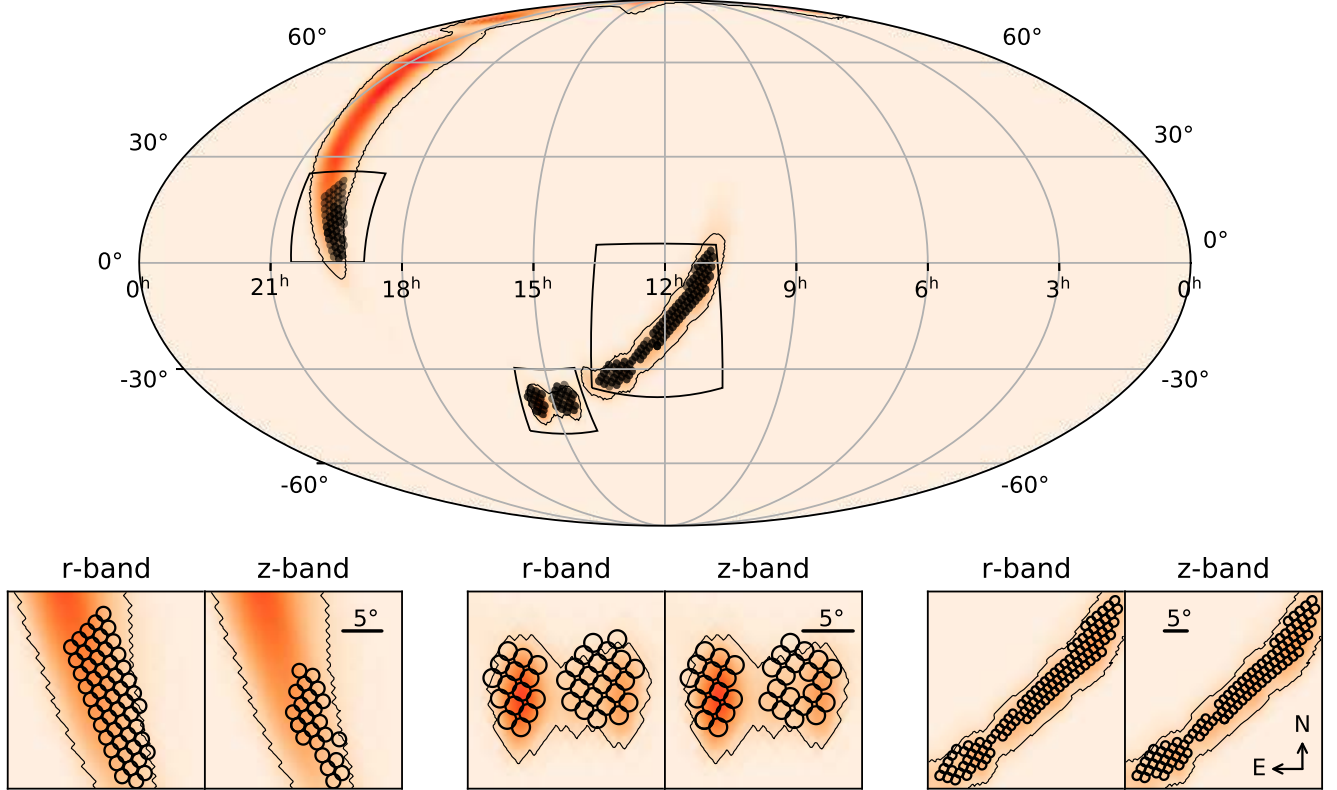 60° 60°
30° 30°
0° 0°
0ʰ 21ʰ 18ʰ 15ʰ 12ʰ 9ʰ 6ʰ 3ʰ 0ʰ
-30° -30°
-60° -60°
r-band z-band r-band z-band r-band z-band
5° 5° 5°
N
E